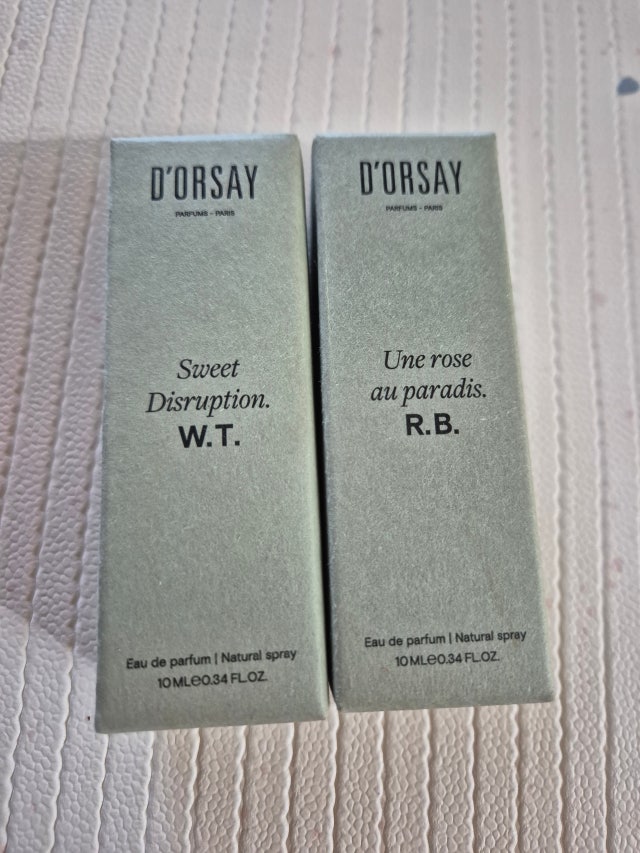 D'ORSAY
PARFUMS - PARIS
Sweet
Disruption.
W.T.
Eau de parfum | Natural spray
10 ML℮0.34 FL.OZ.
D'ORSAY
PARFUMS - PARIS
Une rose
au paradis.
R.B.
Eau de parfum | Natural spray
10 ML℮0.34 FL.OZ.